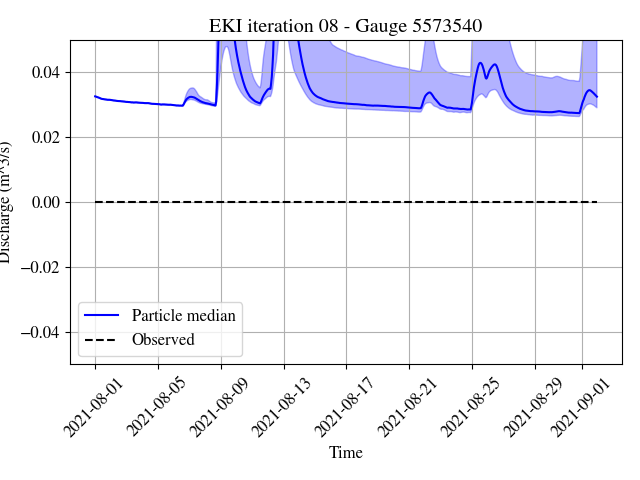 EKI iteration 08 - Gauge 5573540
Discharge (m^3/s)
0.04
0.02
0.00
−0.02
−0.04
Particle median
Observed
2021-08-01
2021-08-05
2021-08-09
2021-08-13
2021-08-17
2021-08-21
2021-08-25
2021-08-29
2021-09-01
Time